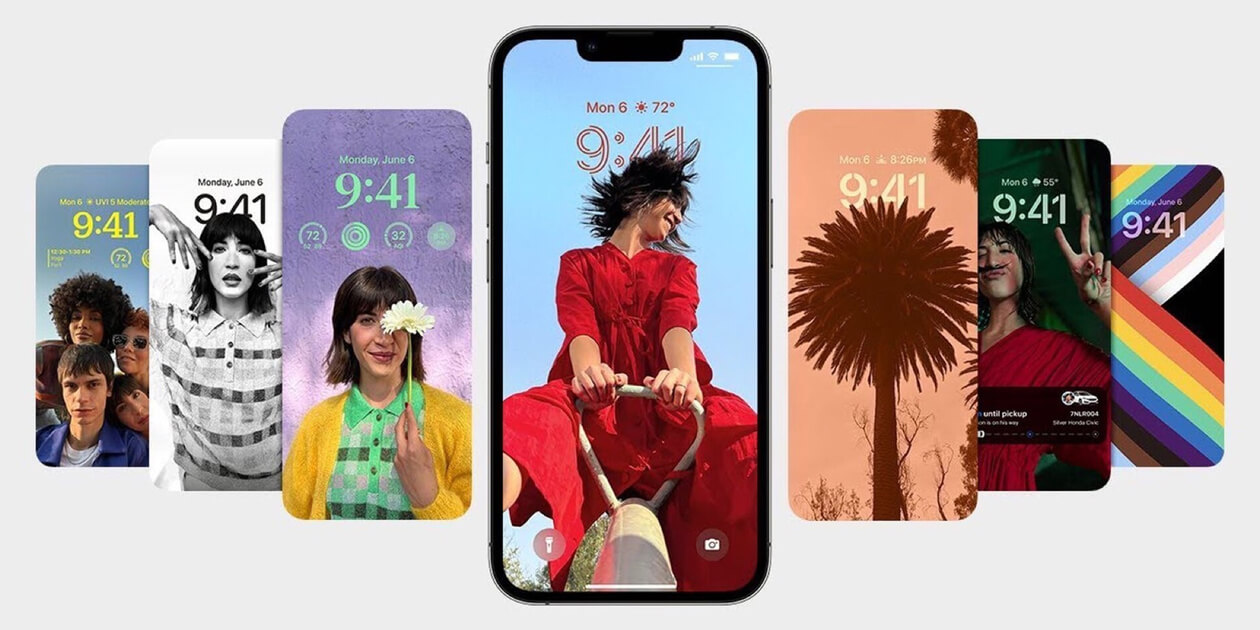 Mon 6 UVI 5 Moderate
9:41
12:30–1:30 PM
Yoga
72
Monday, June 6
9:41
Monday, June 6
9:41
72
32
AQI
Mon 6 72°
9:41
Mon 6 8:26PM
9:41
Mon 6 55°
9:41
until pickup
7NLR004
on is on his way
Silver Honda Civic
Monday, June 6
9:41